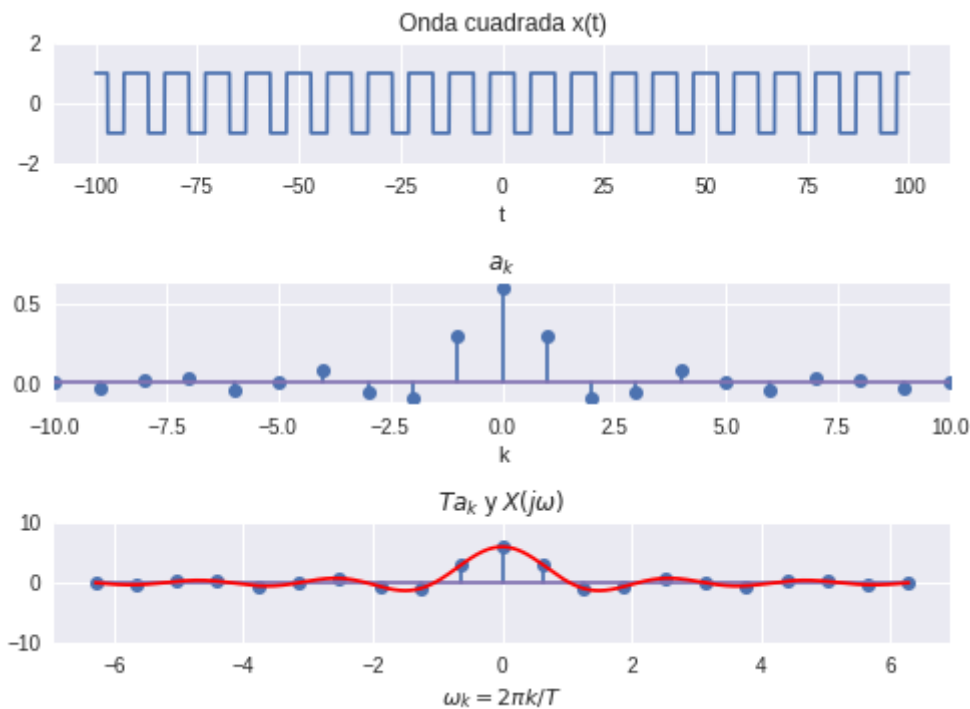 Onda cuadrada x(t)
2
0
−2
−100 −75 −50 −25 0 25 50 75 100
t
a_k
0.5
0.0
−10.0 −7.5 −5.0 −2.5 0.0 2.5 5.0 7.5 10.0
k
Ta_k y X(jω)
10
0
−10
−6 −4 −2 0 2 4 6
ω_k = 2πk/T